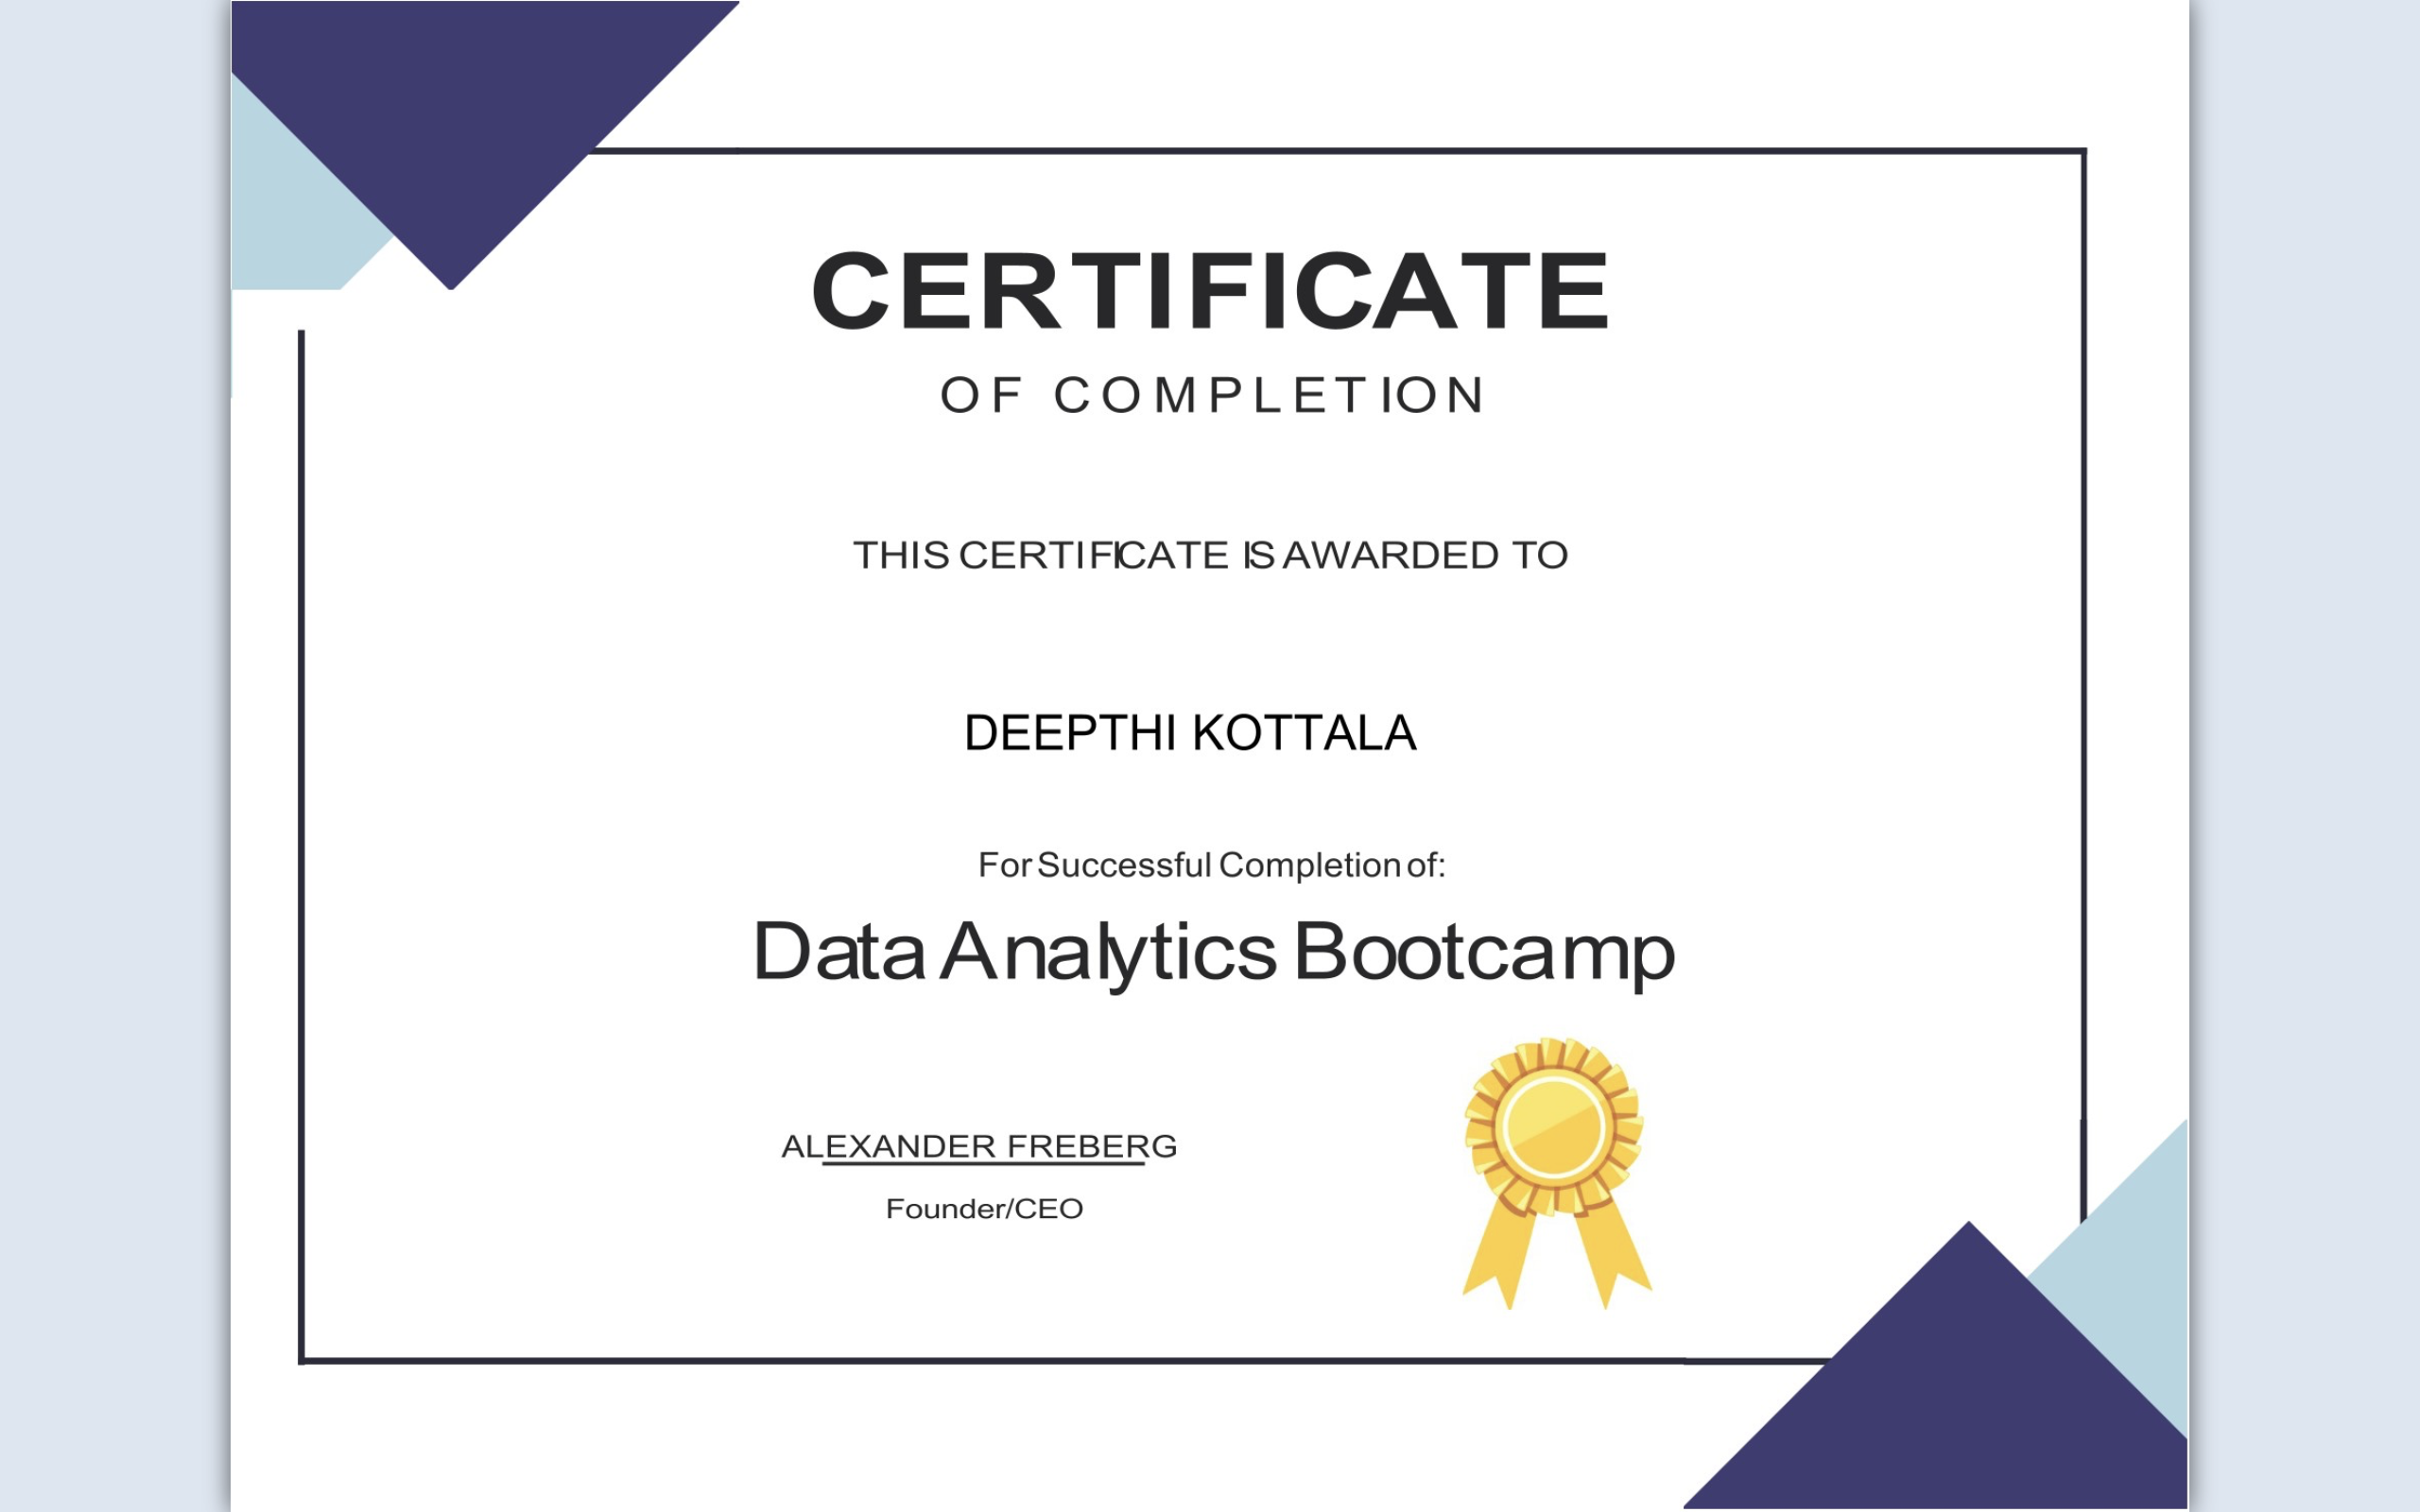 CERTIFICATE
OF COMPLETION
THIS CERTIFCATE IS AWARDED TO
DEEPTHI KOTTALA
For Successful Completion of:
Data Analytics Bootcamp
ALEXANDER FREBERG
Founder/CEO